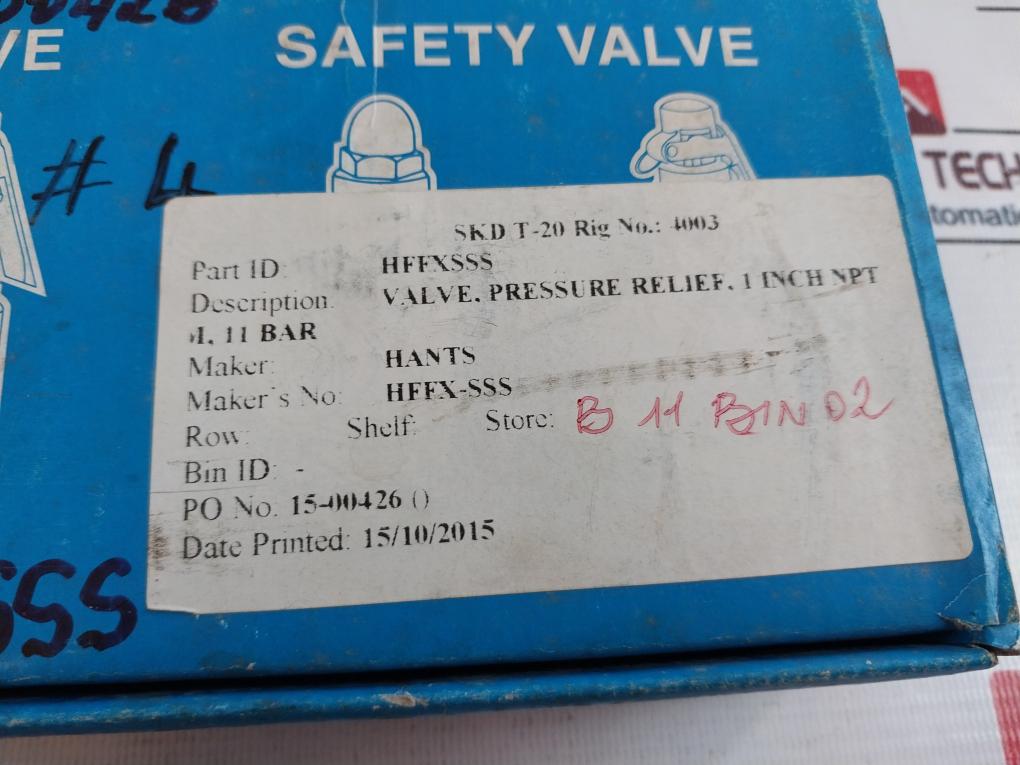 VE
SAFETY VALVE
# 4
SKD T-20 Rig No.: 4003
Part ID: HFFXSSS
Description: VALVE, PRESSURE RELIEF, 1 INCH NPT
M, 11 BAR
Maker: HANTS
Maker's No: HFFX-SSS
Row: Shelf: Store: B 11 BIN 02
Bin ID: -
PO No: 15-00426 ()
Date Printed: 15/10/2015
SSS
TECH
tomati